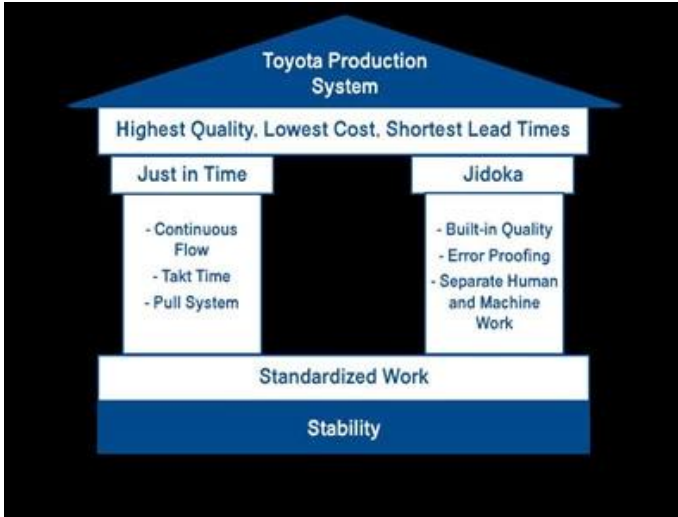 Toyota Production
System
Highest Quality, Lowest Cost, Shortest Lead Times
Just in Time
- Continuous
Flow
- Takt Time
- Pull System
Jidoka
- Built-in Quality
- Error Proofing
- Separate Human
and Machine
Work
Standardized Work
Stability